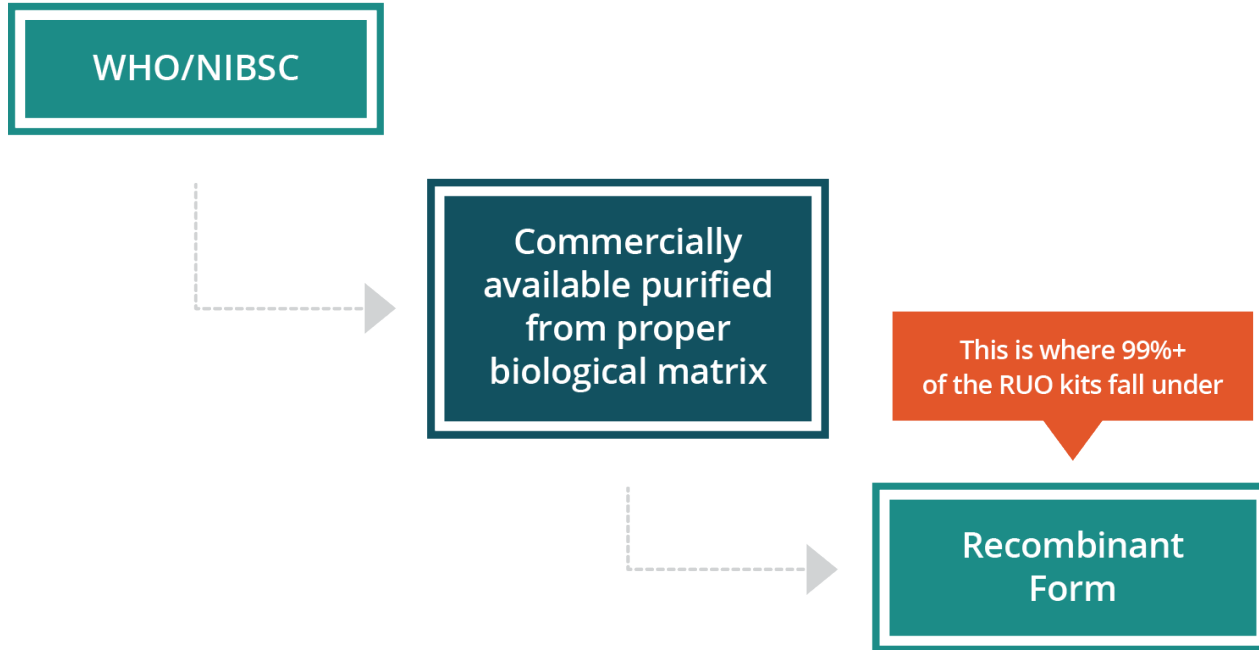 WHO/NIBSC
Commercially
available purified
from proper
biological matrix
This is where 99%+
of the RUO kits fall under
Recombinant
Form